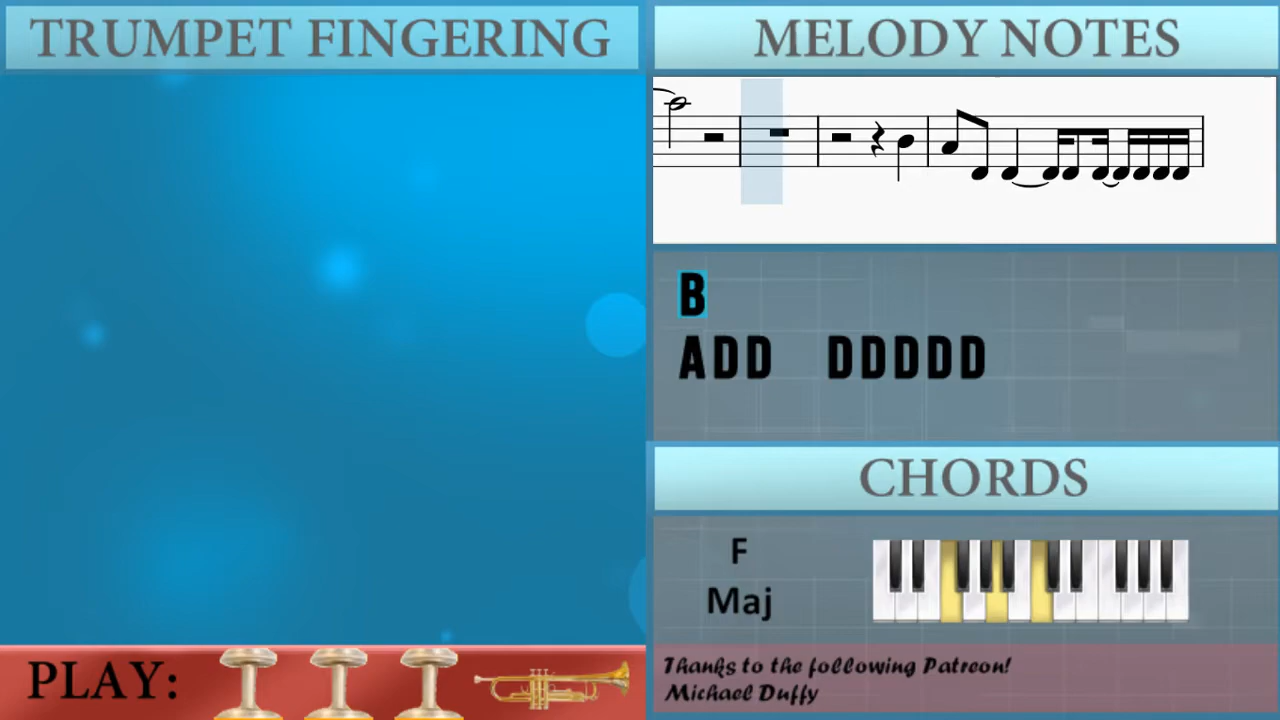 TRUMPET FINGERING
MELODY NOTES
B
ADD DDDDD
CHORDS
F
Maj
PLAY:
Thanks to the following Patreon!
Michael Duffy